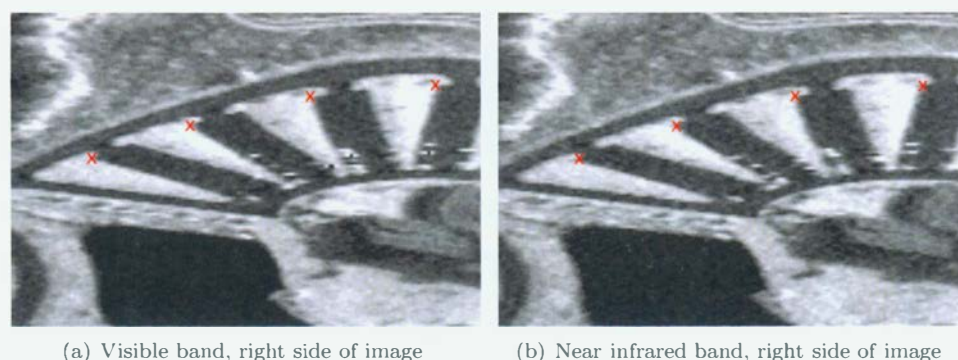 (a) Visible band, right side of image
(b) Near infrared band, right side of image